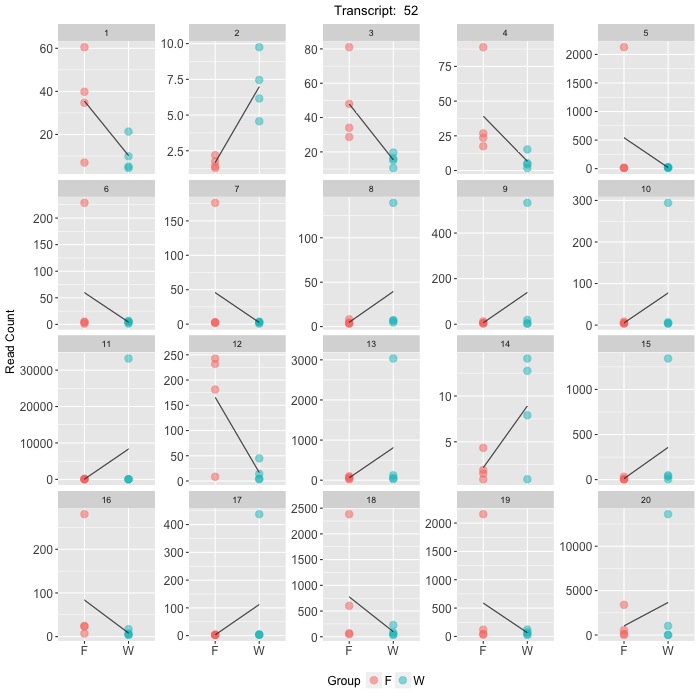 Transcript: 52
1 2 3 4 5
60 40 20
10.0 7.5 5.0 2.5
80 60 40 20
75 50 25 0
2000 1500 1000 500 0
6 7 8 9 10
200 150 100 50 0
150 100 50 0
100 50 0
400 200 0
300 200 100 0
Read Count
11 12 13 14 15
30000 20000 10000 0
250 200 150 100 50 0
3000 2000 1000 0
10 5
1000 500 0
16 17 18 19 20
200 100 0
400 300 200 100 0
2500 2000 1500 1000 500 0
2000 1500 1000 500 0
10000 5000 0
F W F W F W F W F W
Group F W